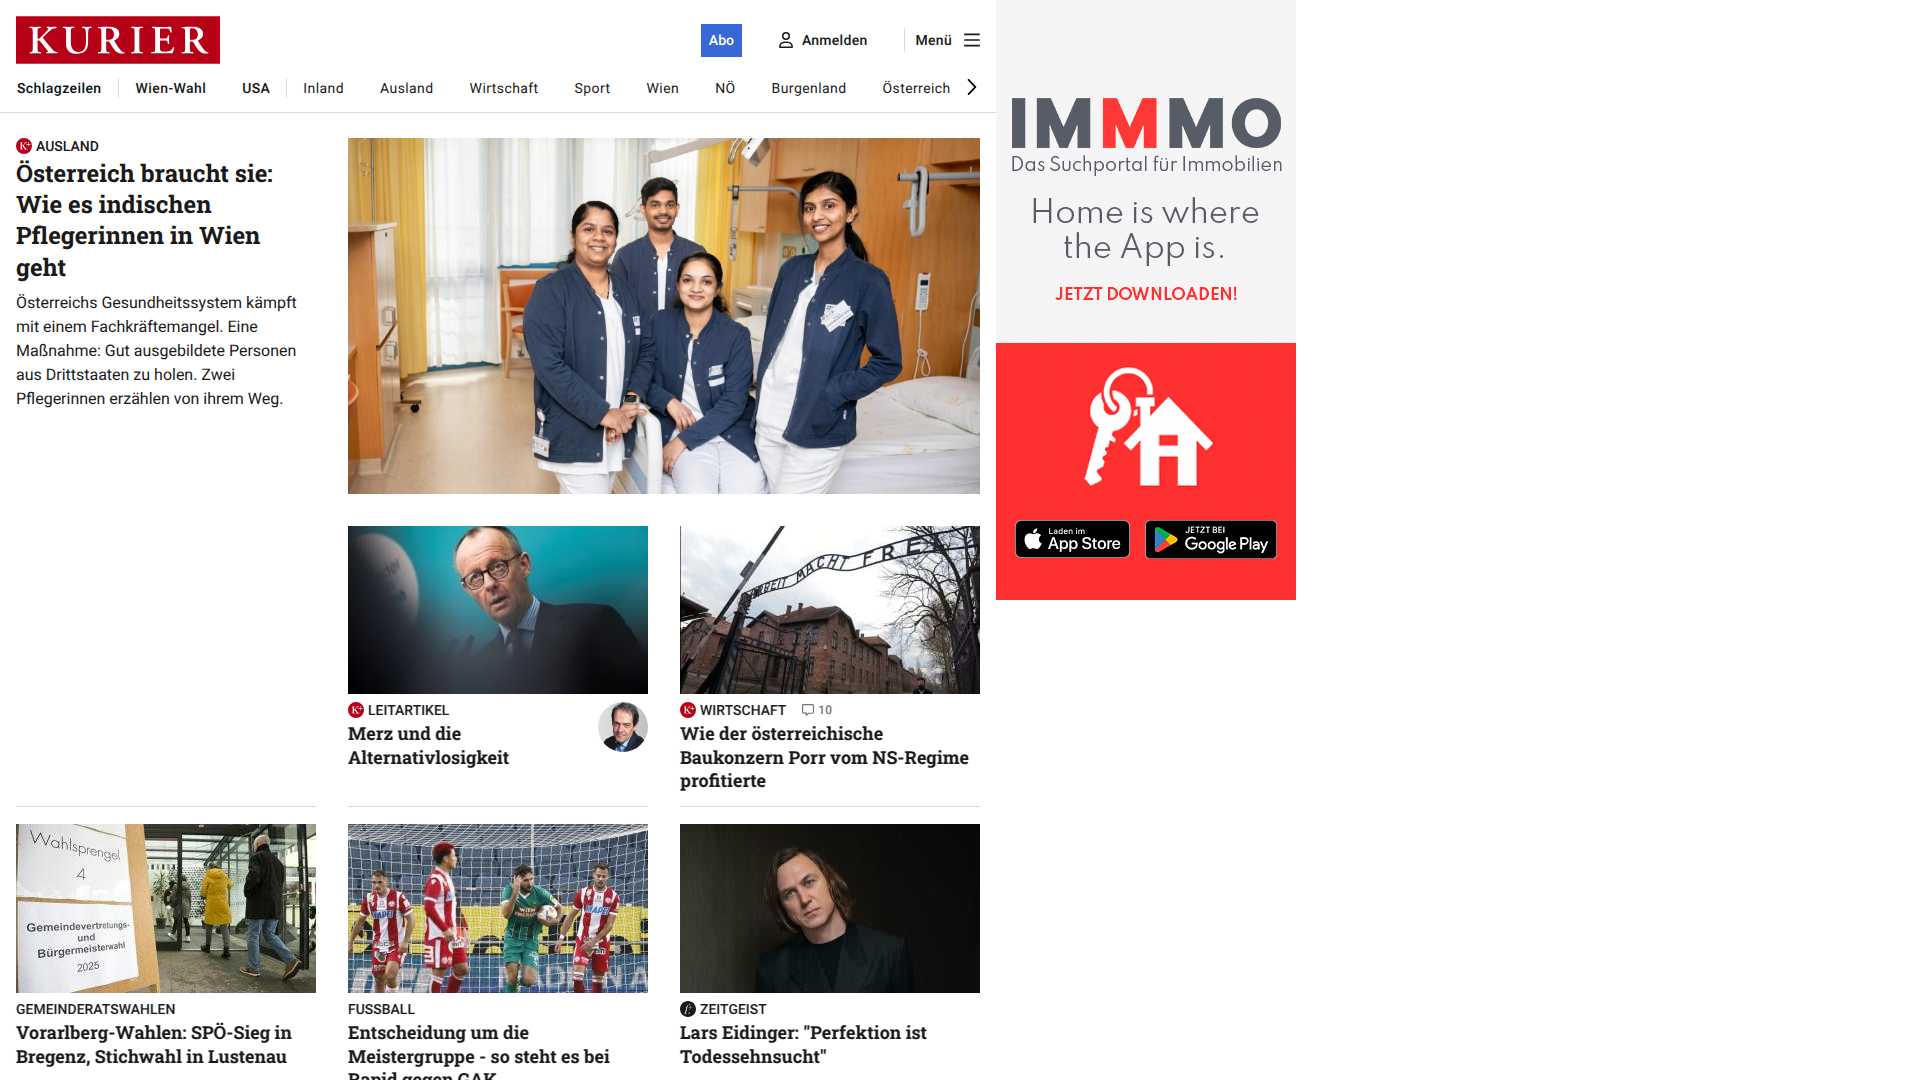 KURIER
Abo
Anmelden
Menü
Schlagzeilen
Wien-Wahl
USA
Inland
Ausland
Wirtschaft
Sport
Wien
NÖ
Burgenland
Österreich
K+ AUSLAND
Österreich braucht sie:
Wie es indischen
Pflegerinnen in Wien
geht
Österreichs Gesundheitssystem kämpft
mit einem Fachkräftemangel. Eine
Maßnahme: Gut ausgebildete Personen
aus Drittstaaten zu holen. Zwei
Pflegerinnen erzählen von ihrem Weg.
ARBEIT MACHT FREI
K+ LEITARTIKEL
Merz und die
Alternativlosigkeit
K+ WIRTSCHAFT 10
Wie der österreichische
Baukonzern Porr vom NS-Regime
profitierte
Wahlsprengel
4
Gemeindevertretungs-
und
Bürgermeisterwahl
2025
GEMEINDERATSWAHLEN
Vorarlberg-Wahlen: SPÖ-Sieg in
Bregenz, Stichwahl in Lustenau
FUSSBALL
Entscheidung um die
Meistergruppe - so steht es bei
Rapid gegen GAK
f ZEITGEIST
Lars Eidinger: "Perfektion ist
Todessehnsucht"
IMMMO
Das Suchportal für Immobilien
Home is where
the App is.
JETZT DOWNLOADEN!
Laden im
App Store
JETZT BEI
Google Play